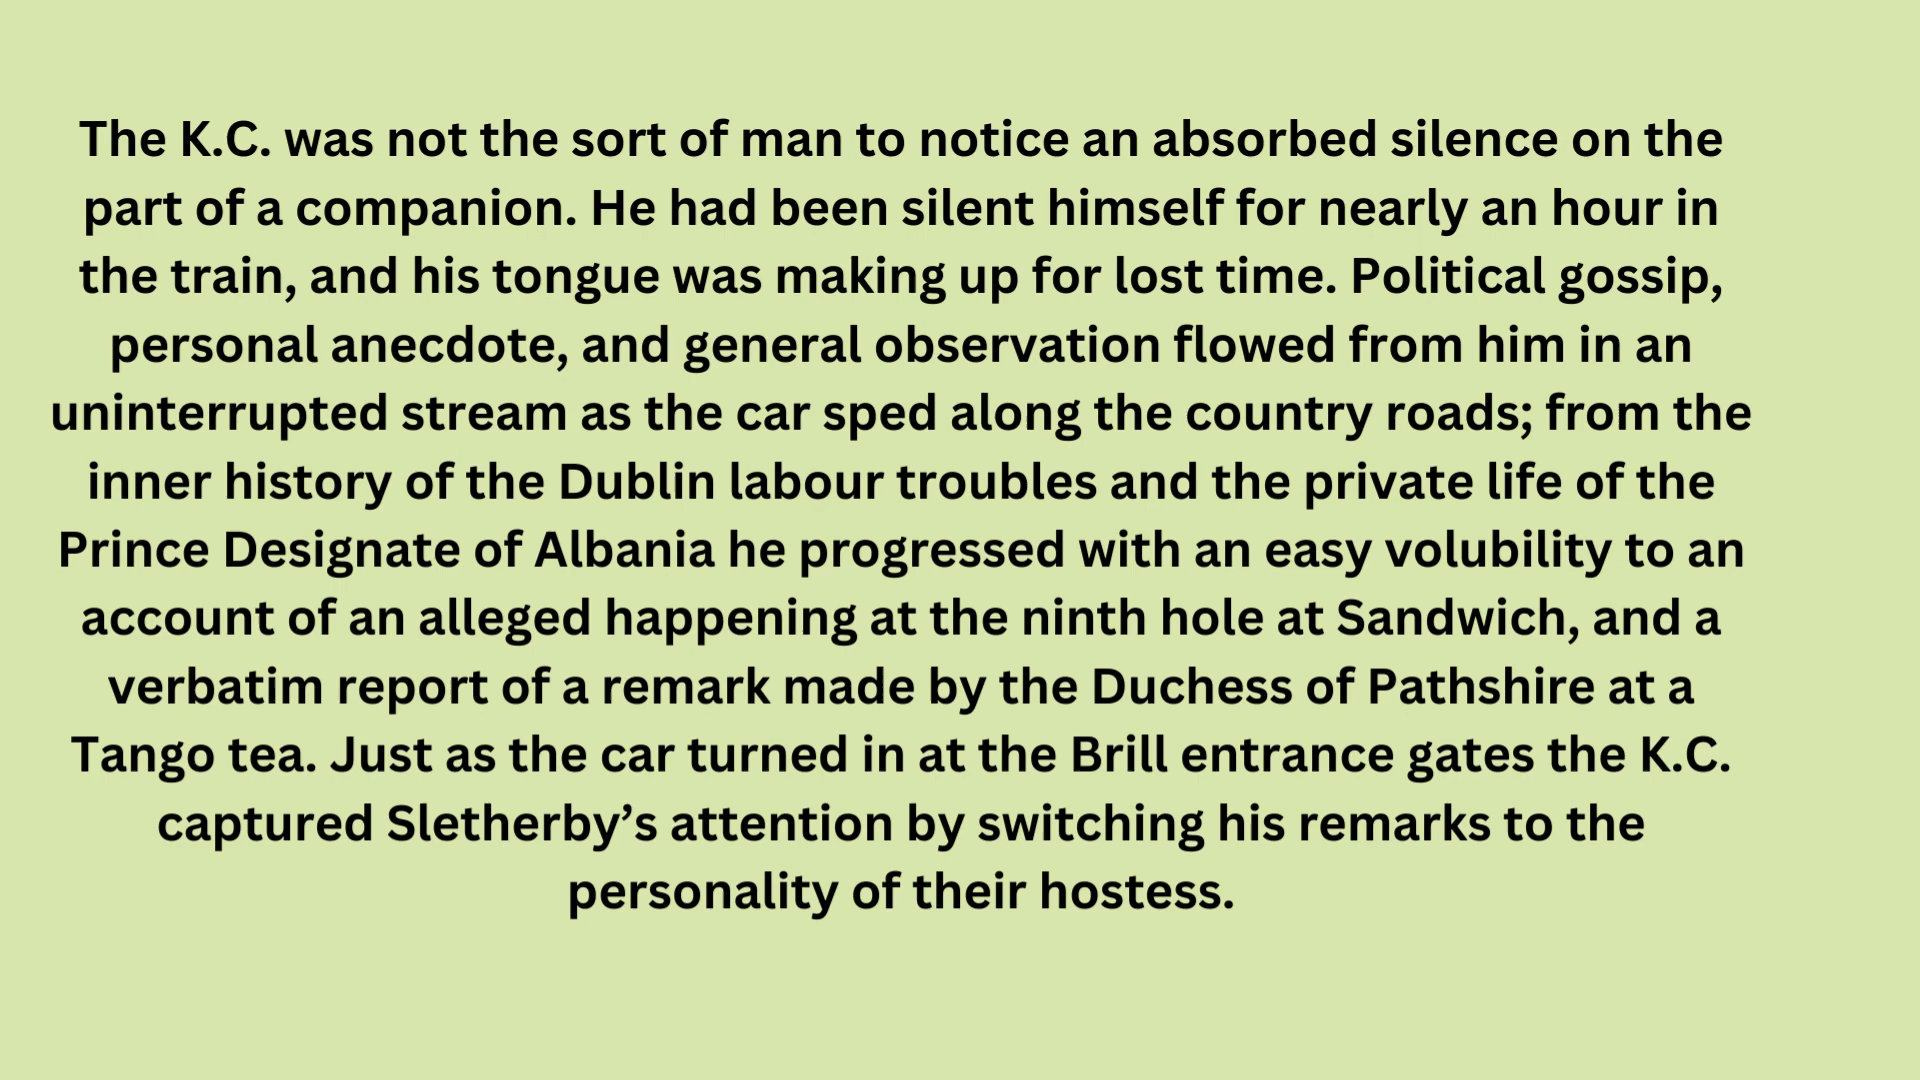 The K.C. was not the sort of man to notice an absorbed silence on the
part of a companion. He had been silent himself for nearly an hour in
the train, and his tongue was making up for lost time. Political gossip,
personal anecdote, and general observation flowed from him in an
uninterrupted stream as the car sped along the country roads; from the
inner history of the Dublin labour troubles and the private life of the
Prince Designate of Albania he progressed with an easy volubility to an
account of an alleged happening at the ninth hole at Sandwich, and a
verbatim report of a remark made by the Duchess of Pathshire at a
Tango tea. Just as the car turned in at the Brill entrance gates the K.C.
captured Sletherby’s attention by switching his remarks to the
personality of their hostess.